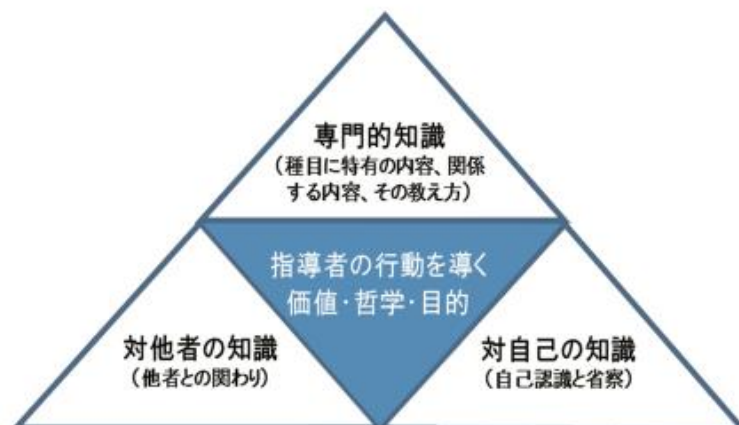 専門的知識
（種目に特有の内容、関係
する内容、その教え方）
指導者の行動を導く
価値・哲学・目的
対他者の知識
（他者との関わり）
対自己の知識
（自己認識と省察）